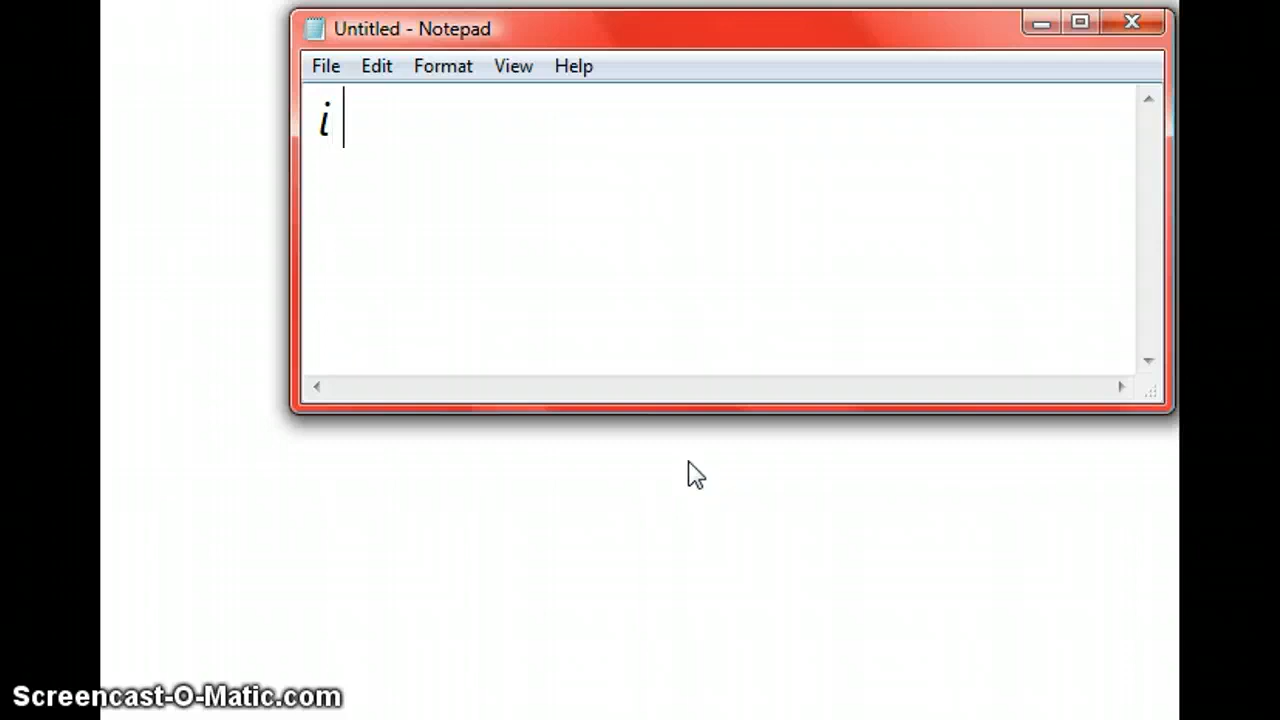 Untitled - Notepad
File Edit Format View Help
i
Screencast-O-Matic.com